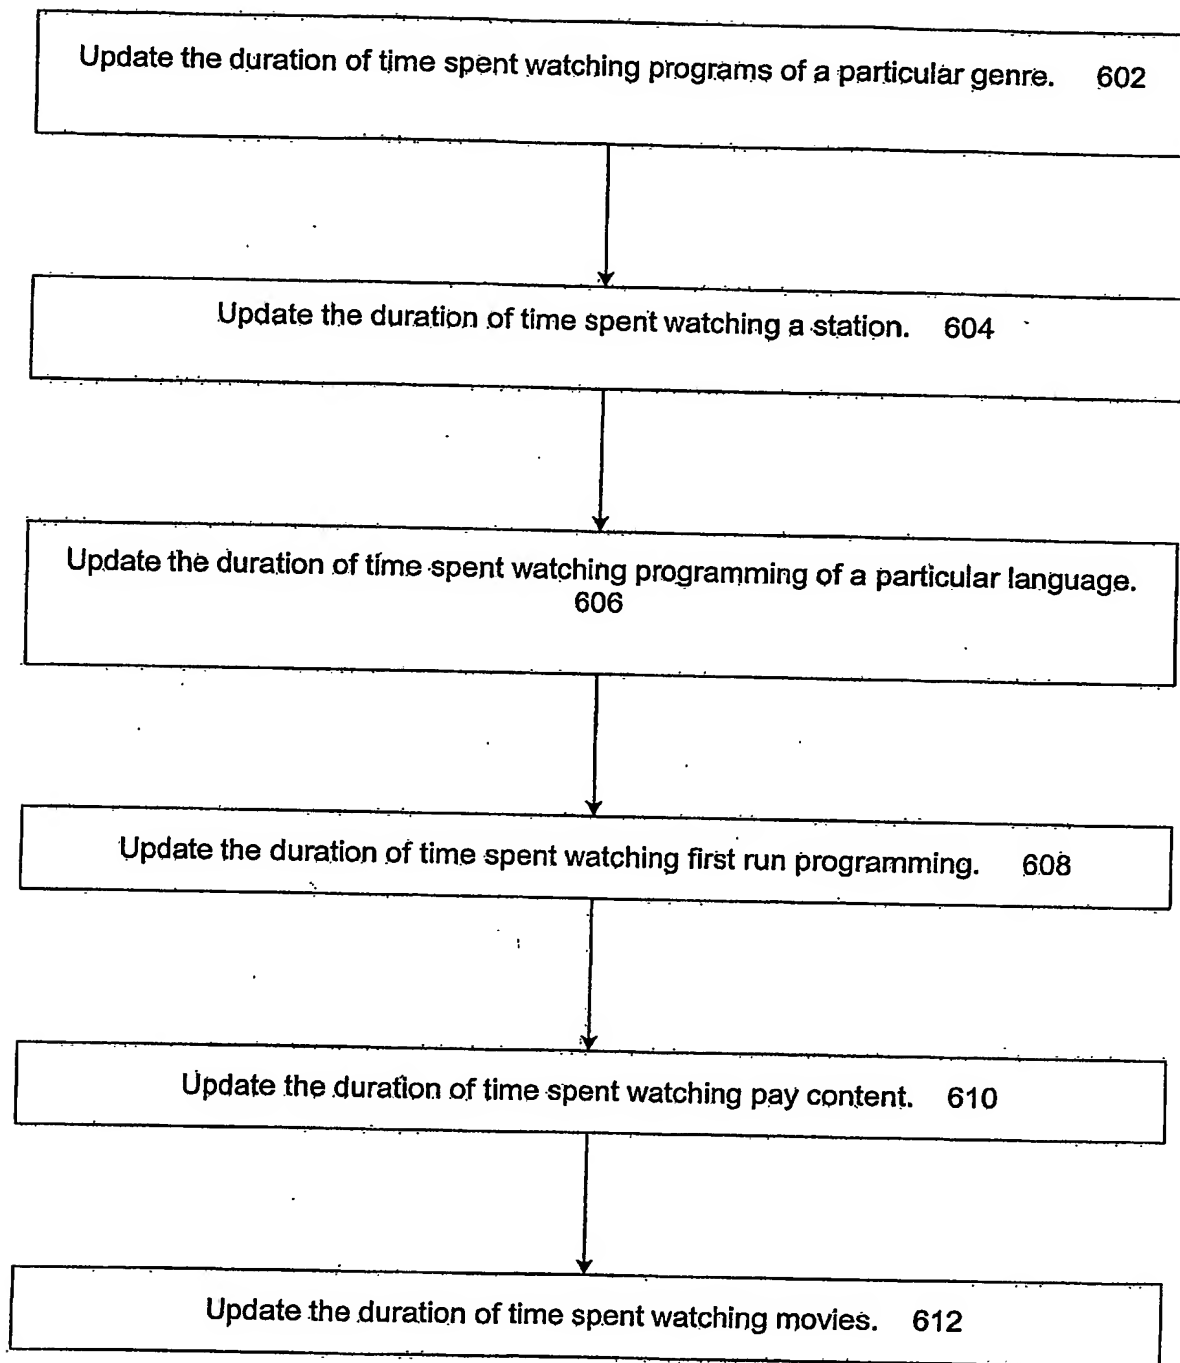 Update the duration of time spent watching programs of a particular genre. 602
Update the duration of time spent watching a station. 604
Update the duration of time spent watching programming of a particular language.
606
Update the duration of time spent watching first run programming. 608
Update the duration of time spent watching pay content. 610
Update the duration of time spent watching movies. 612